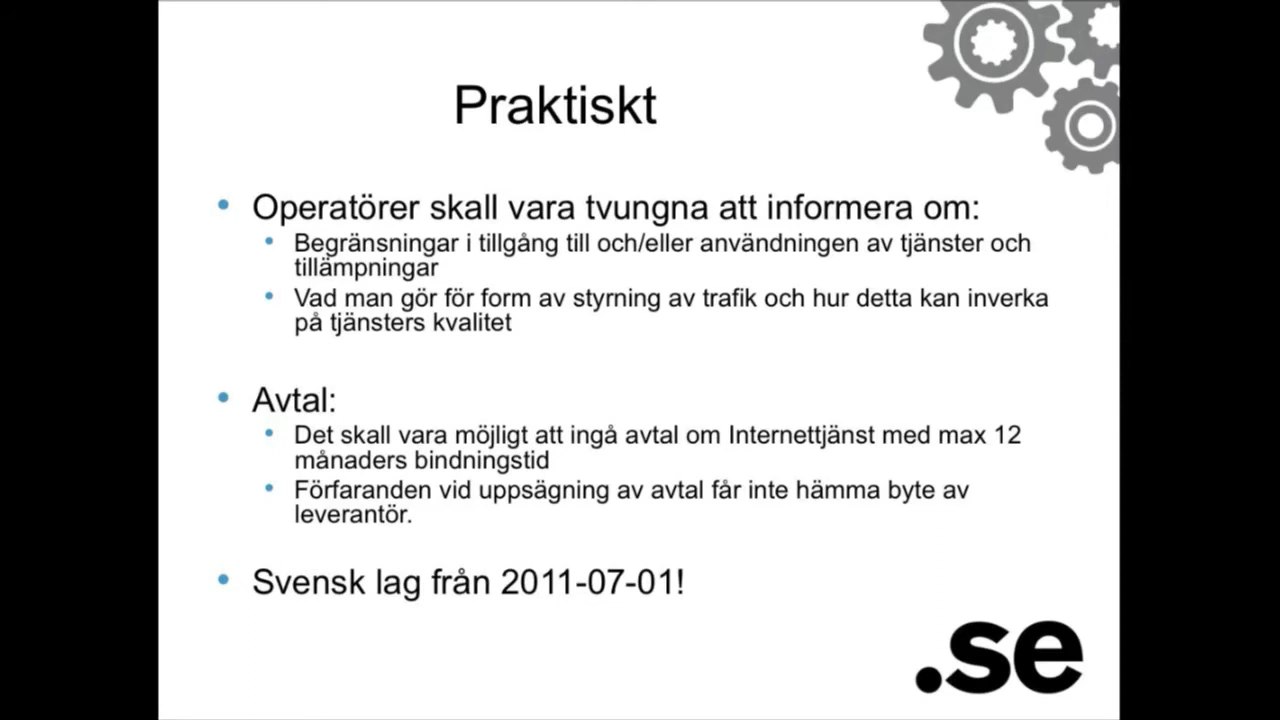 Praktiskt
• Operatörer skall vara tvungna att informera om:
• Begränsningar i tillgång till och/eller användningen av tjänster och
tillämpningar
• Vad man gör för form av styrning av trafik och hur detta kan inverka
på tjänsters kvalitet
• Avtal:
• Det skall vara möjligt att ingå avtal om Internettjänst med max 12
månaders bindningstid
• Förfaranden vid uppsägning av avtal får inte hämma byte av
leverantör.
• Svensk lag från 2011-07-01!
.se